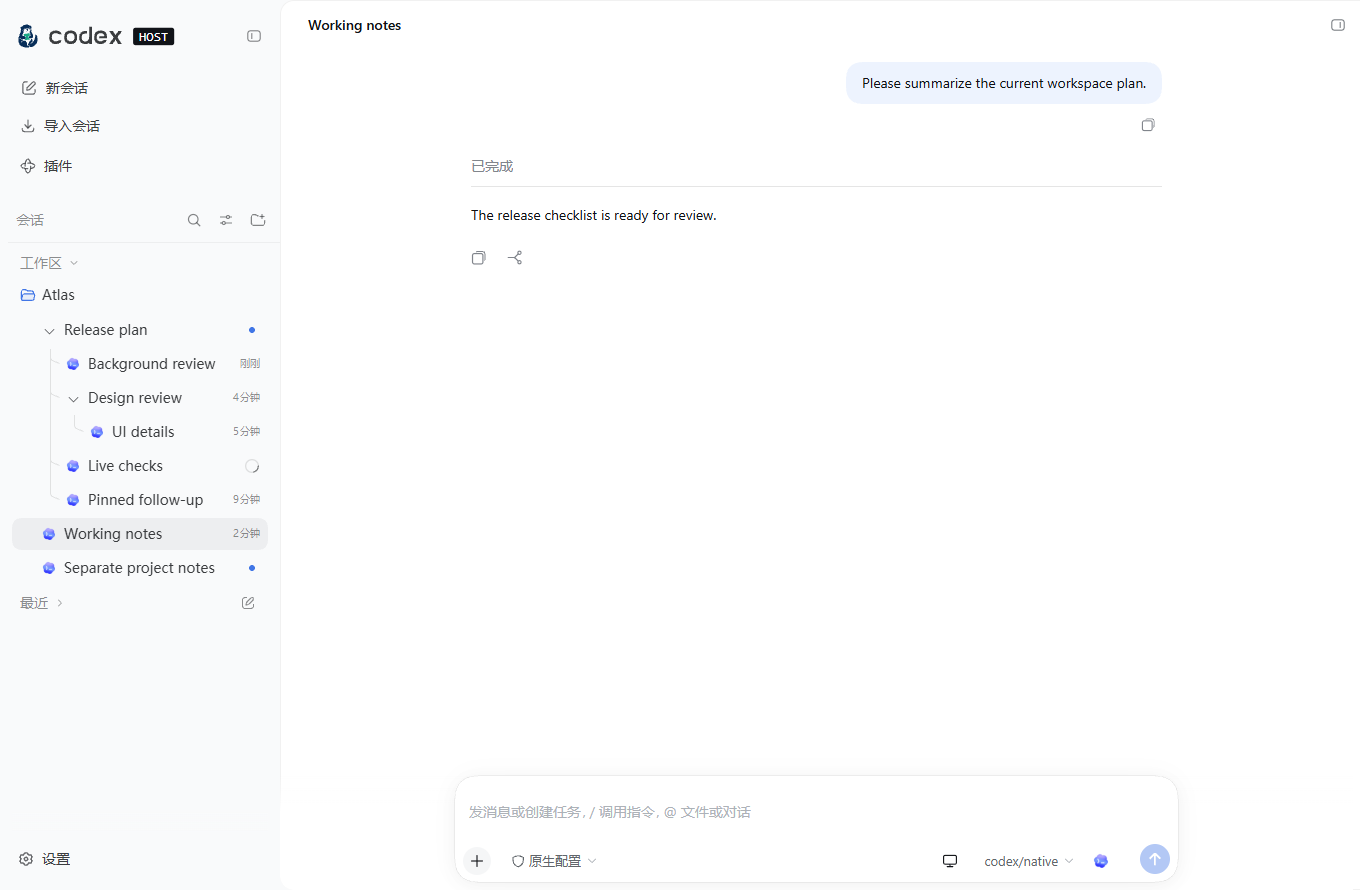 codex HOST
新会话
导入会话
插件
会话
工作区
Atlas
Release plan
Background review 刚刚
Design review 4分钟
UI details 5分钟
Live checks
Pinned follow-up 9分钟
Working notes 2分钟
Separate project notes
最近
设置
Working notes
Please summarize the current workspace plan.
已完成
The release checklist is ready for review.
发消息或创建任务, / 调用指令, @ 文件或对话
原生配置
codex/native